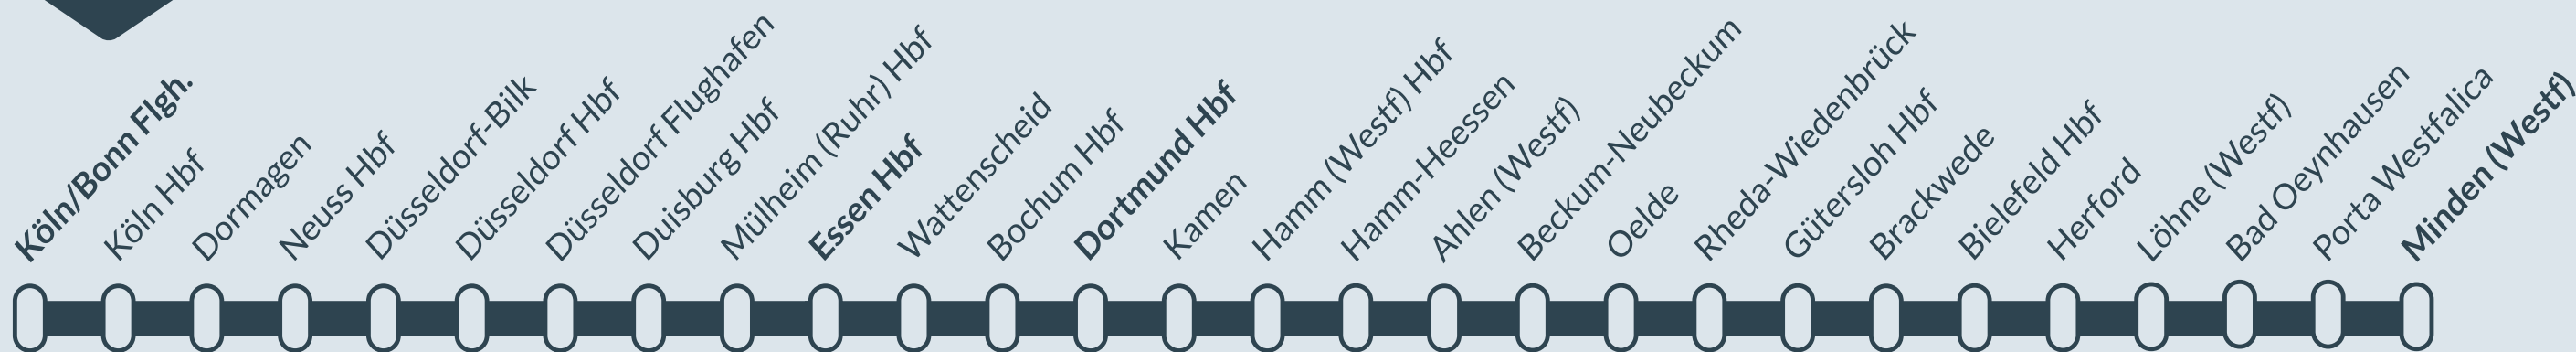 Köln/Bonn Flgh.
Köln Hbf
Dormagen
Neuss Hbf
Düsseldorf-Bilk
Düsseldorf Hbf
Düsseldorf Flughafen
Duisburg Hbf
Mülheim (Ruhr) Hbf
Essen Hbf
Wattenscheid
Bochum Hbf
Dortmund Hbf
Kamen
Hamm (Westf) Hbf
Hamm-Heessen
Ahlen (Westf)
Beckum-Neubeckum
Oelde
Rheda-Wiedenbrück
Gütersloh Hbf
Brackwede
Bielefeld Hbf
Herford
Löhne (Westf)
Bad Oeynhausen
Porta Westfalica
Minden (Westf)